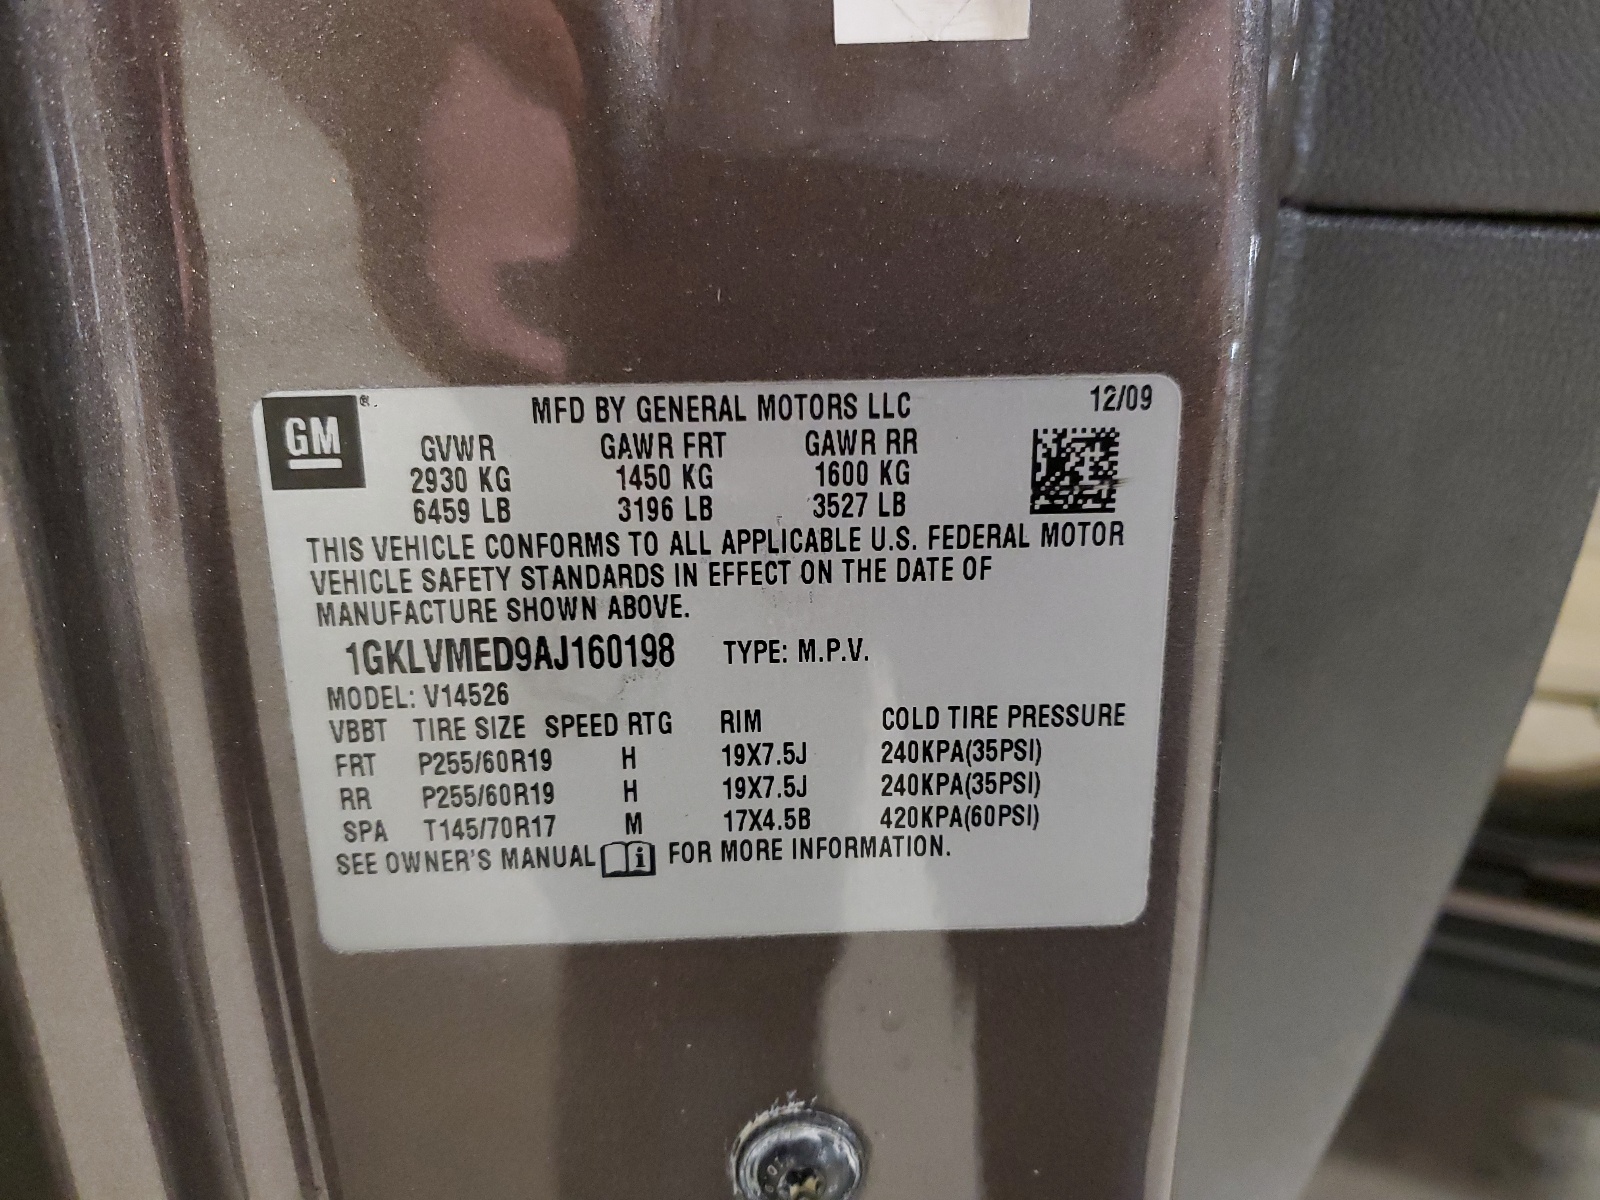 GM ®
MFD BY GENERAL MOTORS LLC 12/09
GVWR GAWR FRT GAWR RR
2930 KG 1450 KG 1600 KG
6459 LB 3196 LB 3527 LB
THIS VEHICLE CONFORMS TO ALL APPLICABLE U.S. FEDERAL MOTOR
VEHICLE SAFETY STANDARDS IN EFFECT ON THE DATE OF
MANUFACTURE SHOWN ABOVE.
1GKLVMED9AJ160198 TYPE: M.P.V.
MODEL: V14526
VBBT TIRE SIZE SPEED RTG RIM COLD TIRE PRESSURE
FRT P255/60R19 H 19X7.5J 240KPA(35PSI)
RR P255/60R19 H 19X7.5J 240KPA(35PSI)
SPA T145/70R17 M 17X4.5B 420KPA(60PSI)
SEE OWNER'S MANUAL i FOR MORE INFORMATION.